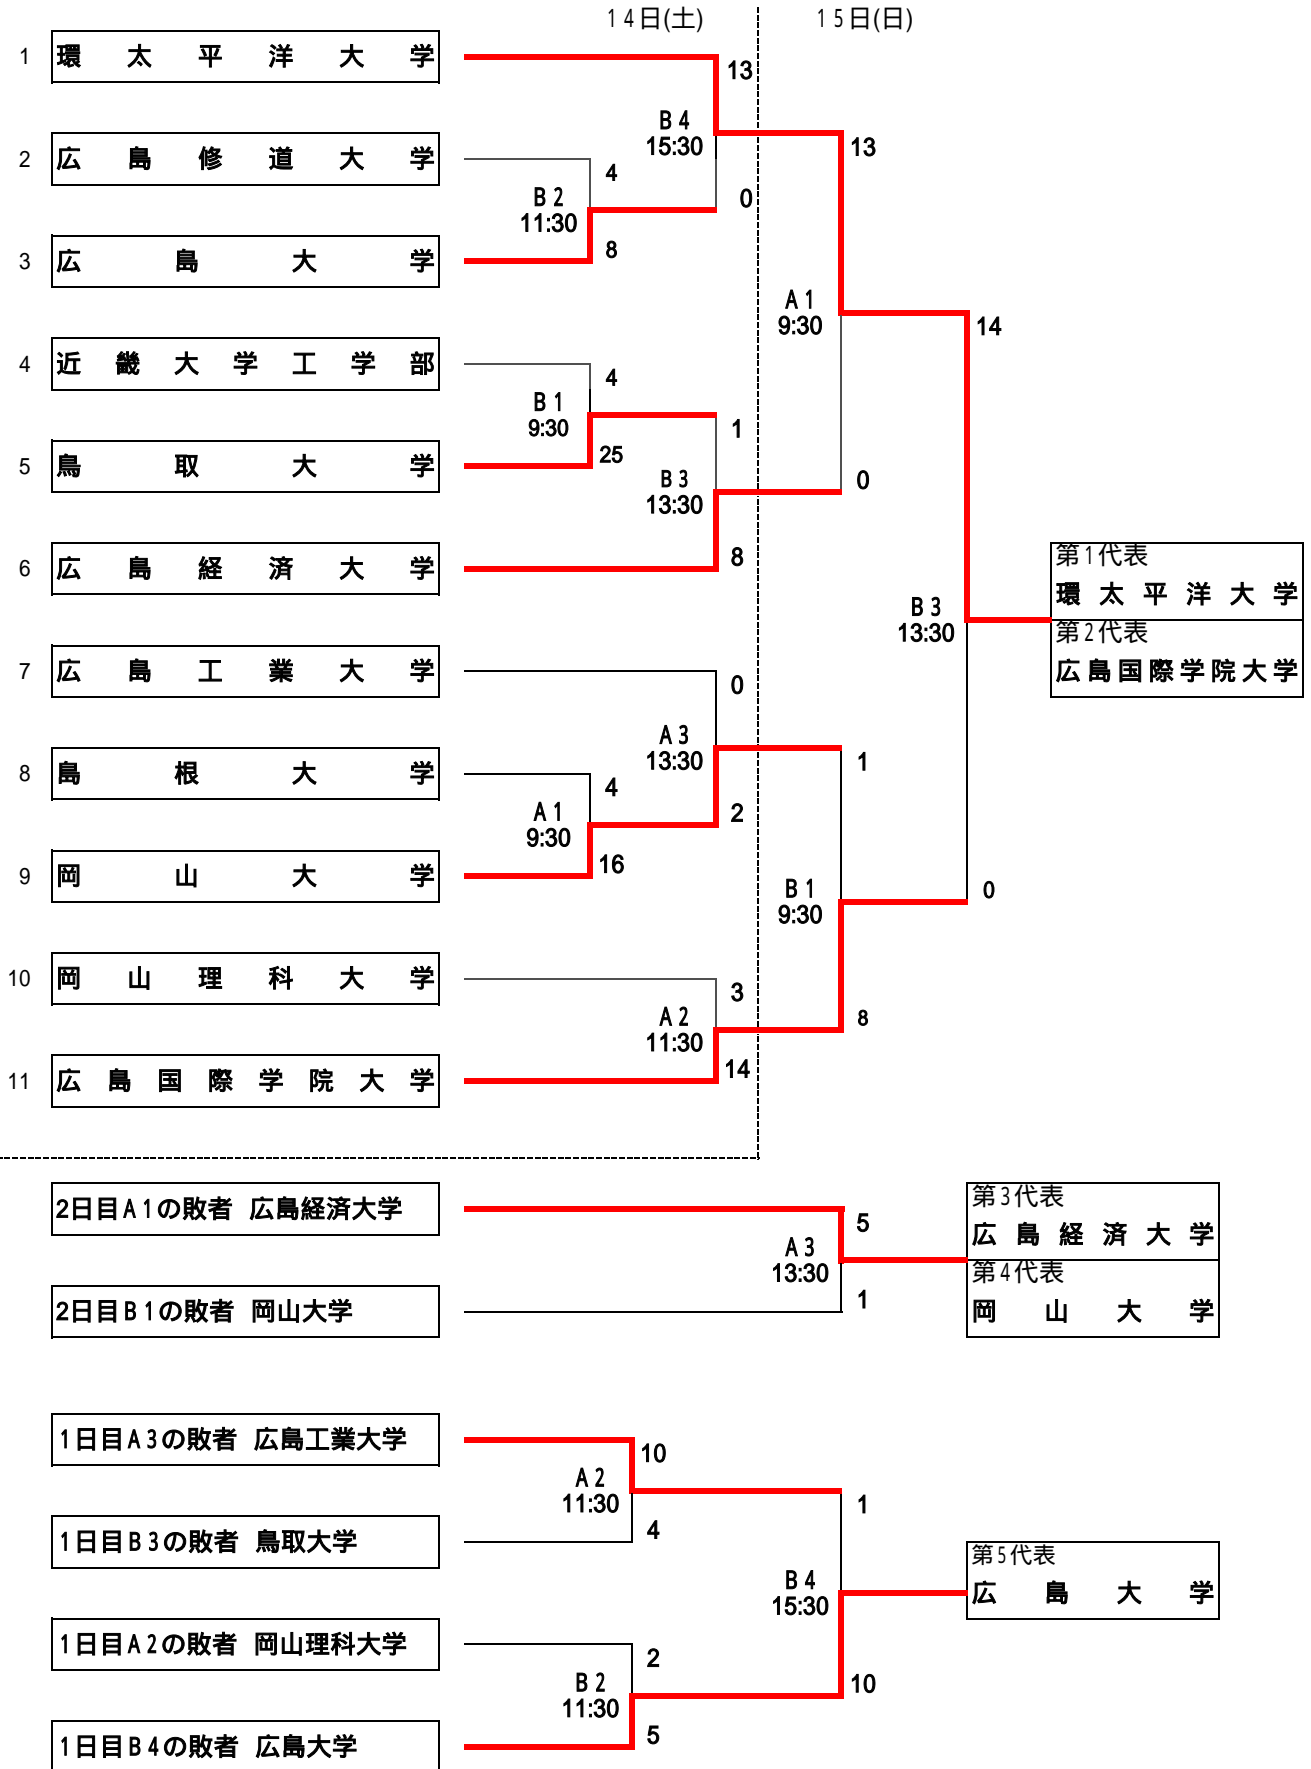 14日(土) 15日(日)
1 環太平洋大学
13
B4
15:30
13
2 広島修道大学
4
B2
11:30
0
3 広島大学
8
A1
9:30
14
4 近畿大学工学部
4
B1
9:30
1
5 鳥取大学
25
B3
13:30
0
6 広島経済大学
8
第1代表
環太平洋大学
B3
13:30
第2代表
広島国際学院大学
7 広島工業大学
0
A3
13:30
1
8 島根大学
4
A1
9:30
2
9 岡山大学
16
B1
9:30
0
10 岡山理科大学
3
A2
11:30
8
11 広島国際学院大学
14
2日目A1の敗者 広島経済大学
5
A3
13:30
第3代表
広島経済大学
第4代表
岡山大学
2日目B1の敗者 岡山大学
1
1日目A3の敗者 広島工業大学
10
A2
11:30
1
1日目B3の敗者 鳥取大学
4
B4
15:30
第5代表
広島大学
1日目A2の敗者 岡山理科大学
2
B2
11:30
10
1日目B4の敗者 広島大学
5